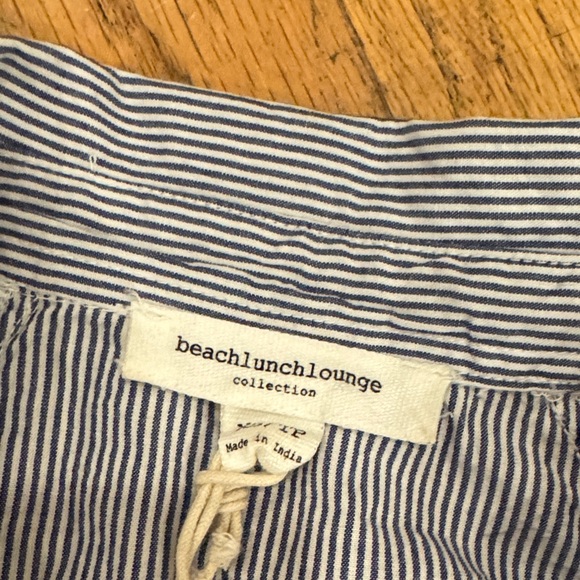 beachlunchlounge
collection
Made in India